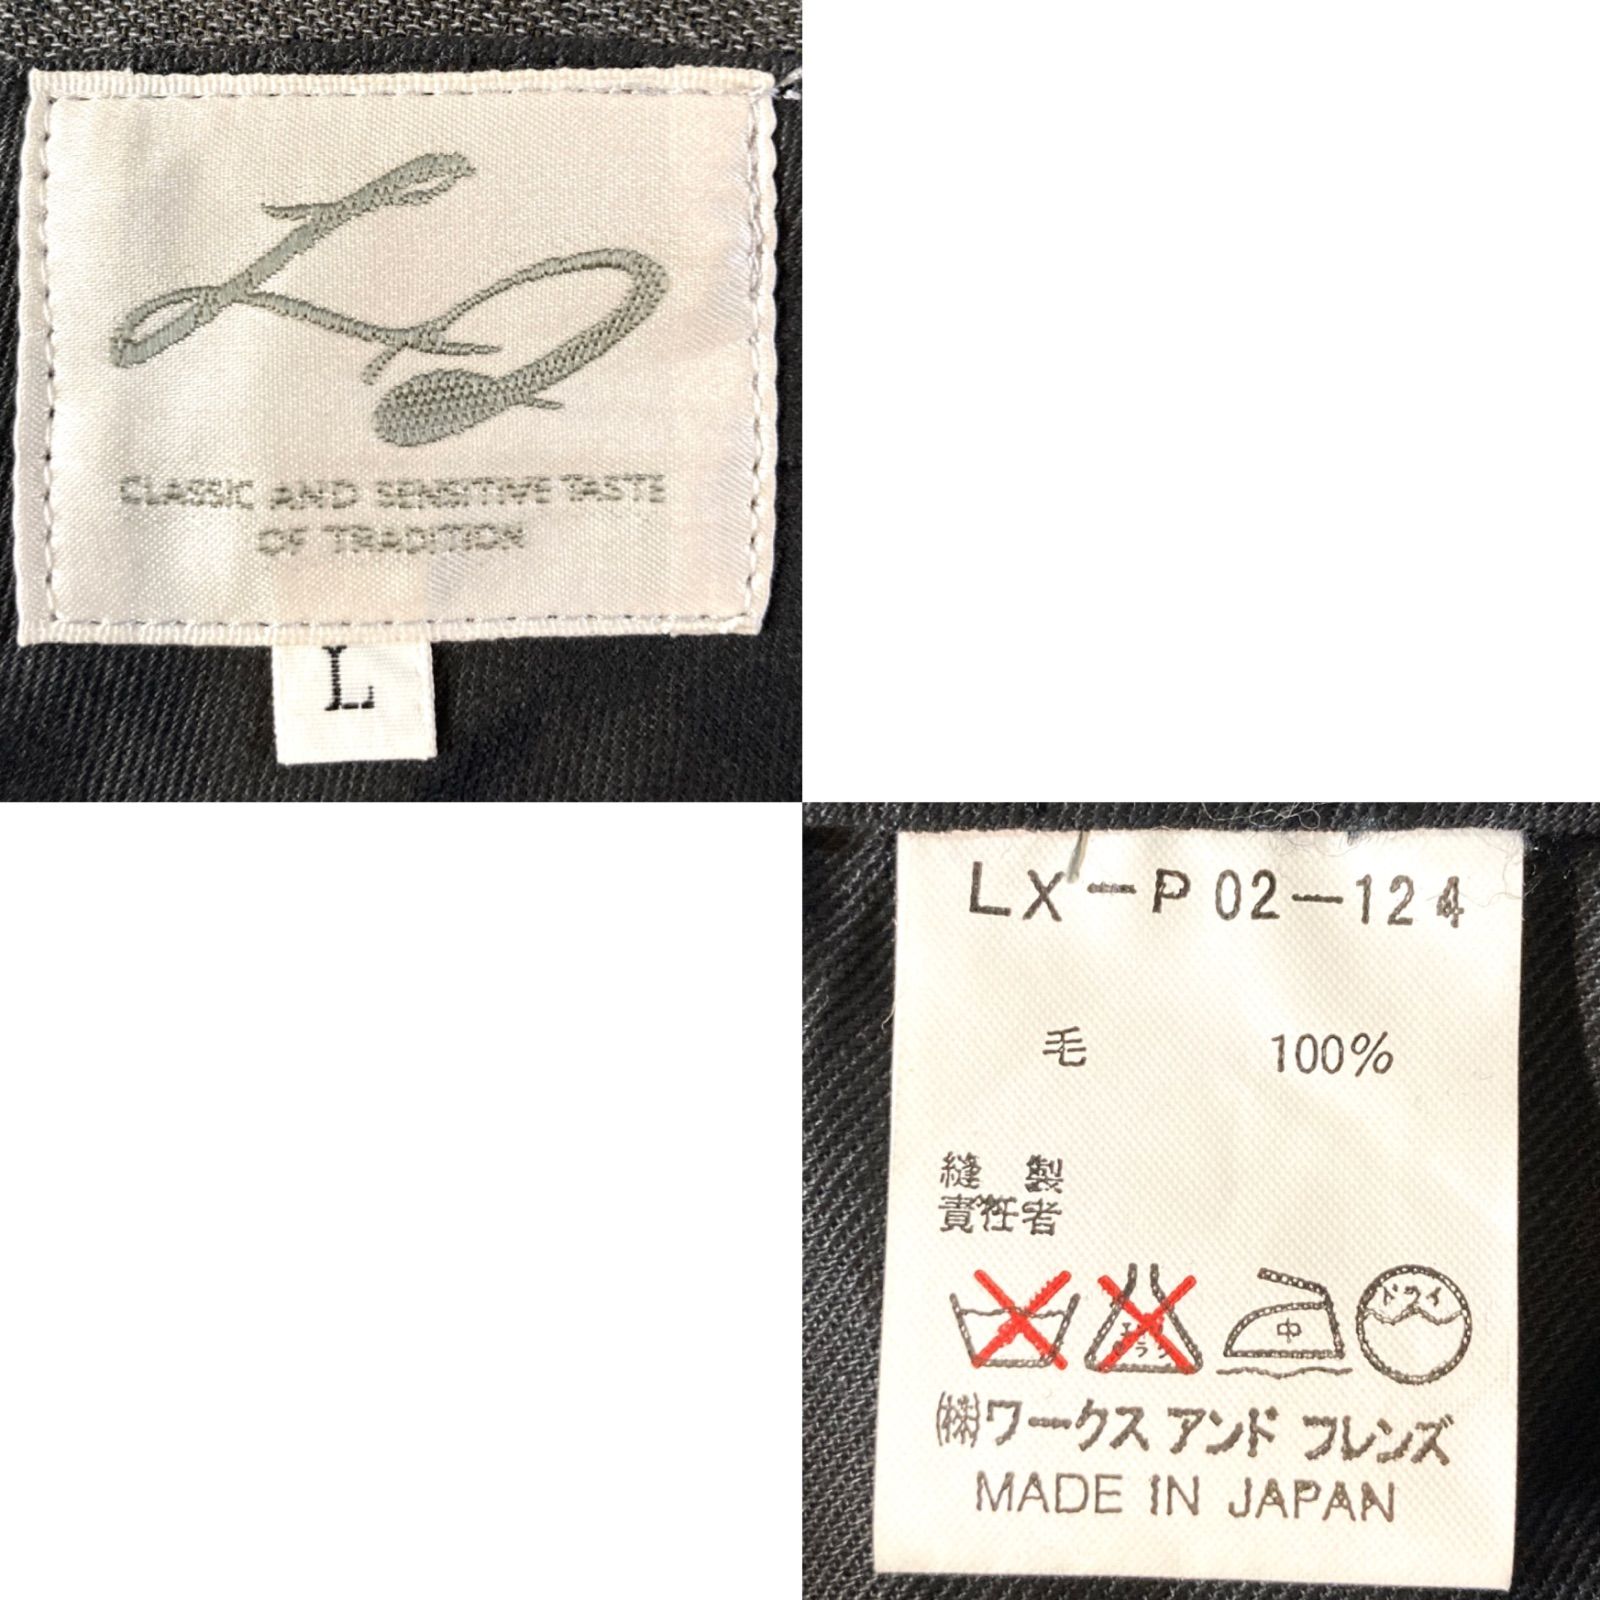 CLASSIC AND SENSITIVE TASTE
OF TRADITION
L
LX-P02-124
毛 100%
縫製
責任者
中
ドライ
㈱ワークス アンド フレンズ
MADE IN JAPAN